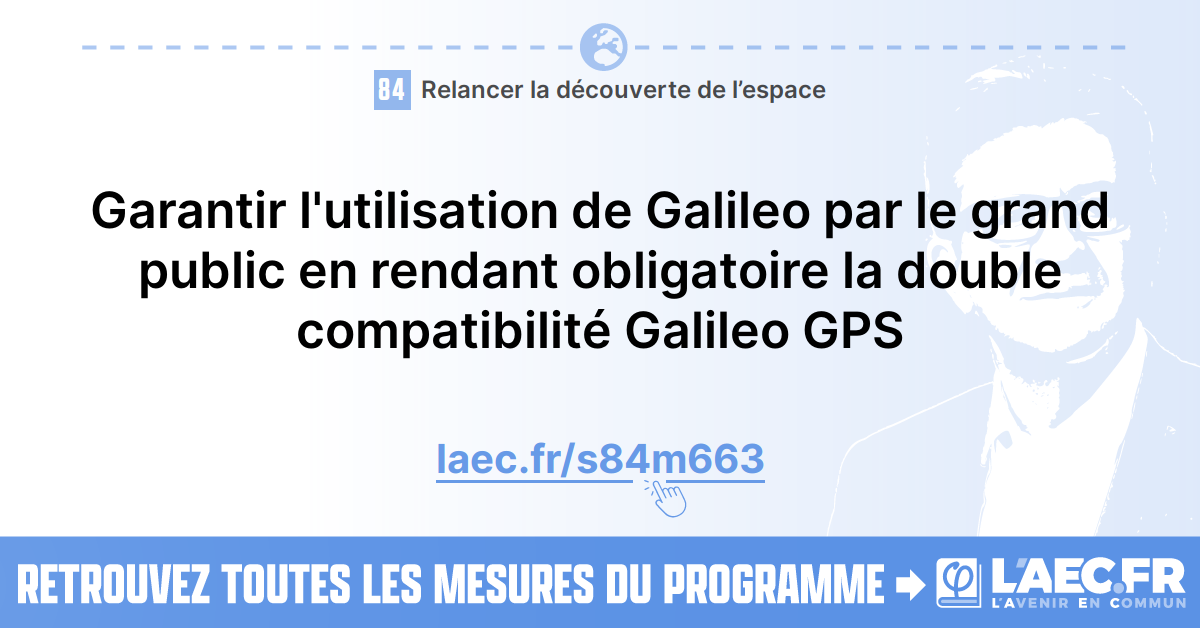 84 Relancer la découverte de l’espace
Garantir l'utilisation de Galileo par le grand
public en rendant obligatoire la double
compatibilité Galileo GPS
laec.fr/s84m663
RETROUVEZ TOUTES LES MESURES DU PROGRAMME
φ L'AEC.FR
L'AVENIR EN COMMUN